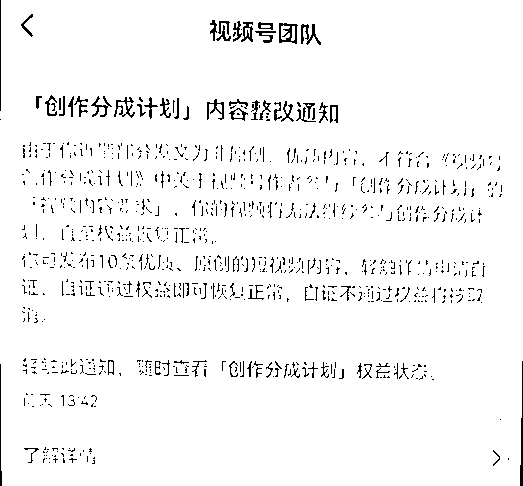 视频号团队
「创作分成计划」内容整改通知
由于你近期部分发文为非原创、优质内容，不符合《视频号
创作分成计划》中关于视频号作者参与「创作分成计划」的
「视频内容要求」，你的视频将无法继续参与创作分成计
划，直至权益恢复正常。
你可发布10条优质、原创的短视频内容，轻触详情申请自
证，自证通过权益即可恢复正常，自证不通过权益将被取
消。
轻触此通知，随时查看「创作分成计划」权益状态。
前天 13:42
了解详情